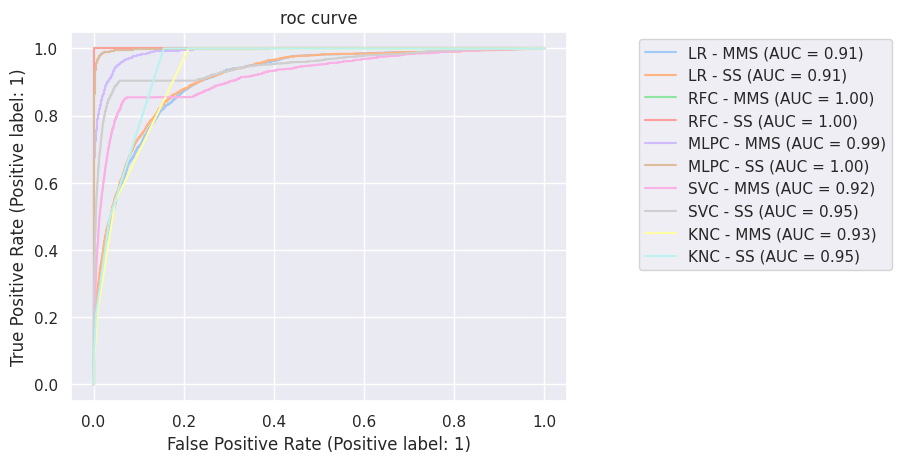 roc curve
True Positive Rate (Positive label: 1)
1.0
0.8
0.6
0.4
0.2
0.0
0.0 0.2 0.4 0.6 0.8 1.0
False Positive Rate (Positive label: 1)
LR - MMS (AUC = 0.91)
LR - SS (AUC = 0.91)
RFC - MMS (AUC = 1.00)
RFC - SS (AUC = 1.00)
MLPC - MMS (AUC = 0.99)
MLPC - SS (AUC = 1.00)
SVC - MMS (AUC = 0.92)
SVC - SS (AUC = 0.95)
KNC - MMS (AUC = 0.93)
KNC - SS (AUC = 0.95)